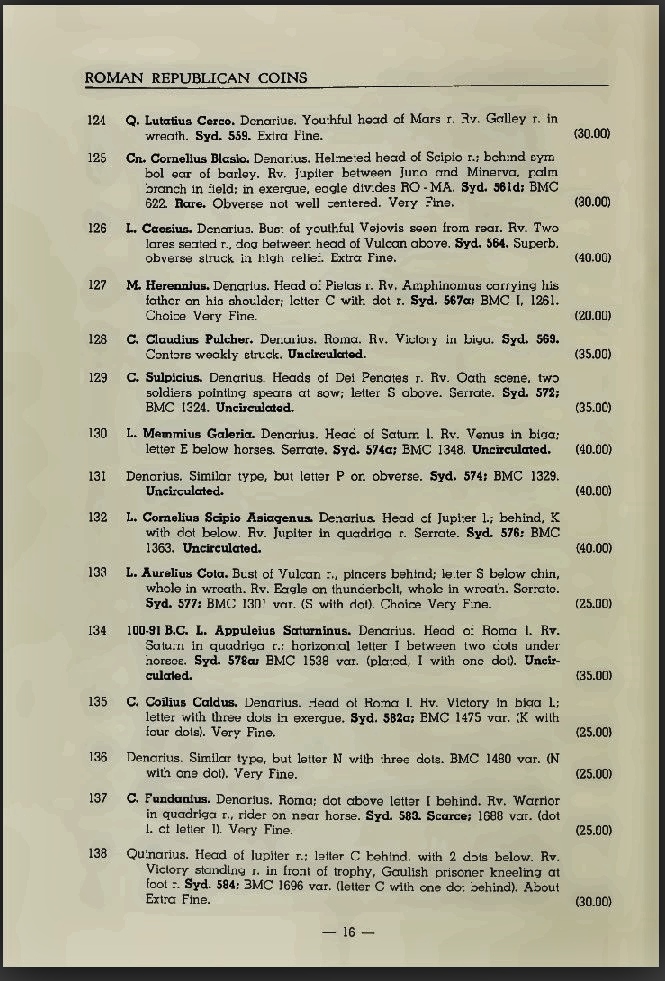 ROMAN REPUBLICAN COINS
124 Q. Lutatius Cerco. Denarius. Youthful head of Mars r. Rv. Galley r. in
wreath. Syd. 559. Extra Fine. (30.00)
125 Cn. Cornelius Blasio. Denarius. Helmeted head of Scipio r.; behind sym
bol ear of barley. Rv. Jupiter between Juno and Minerva, palm
branch in field; in exergue, eagle divides RO-MA. Syd. 561d; BMC
622. Rare. Obverse not well centered. Very Fine. (30.00)
126 L. Caesius. Denarius. Bust of youthful Vejovis seen from rear. Rv. Two
lares seated r., dog between head of Vulcan above. Syd. 564. Superb.
obverse struck in high relief. Extra Fine. (40.00)
127 M. Herennius. Denarius. Head of Pietas r. Rv. Amphinomus carrying his
father on his shoulder; letter C with dot r. Syd. 567a; BMC I, 1261.
Choice Very Fine. (20.00)
128 C. Claudius Pulcher. Denarius. Roma. Rv. Victory in biga. Syd. 569.
Centers weakly struck. Uncirculated. (35.00)
129 C. Sulpicius. Denarius. Heads of Dei Penates r. Rv. Oath scene, two
soldiers pointing spears at sow; letter S above. Serrate. Syd. 572;
BMC 1324. Uncirculated. (35.00)
130 L. Memmius Galeria. Denarius. Head of Saturn l. Rv. Venus in biga;
letter E below horses. Serrate. Syd. 574a; BMC 1348. Uncirculated. (40.00)
131 Denarius. Similar type, but letter P on obverse. Syd. 574; BMC 1329.
Uncirculated. (40.00)
132 L. Cornelius Scipio Asiagenus. Denarius. Head of Jupiter l.; behind, K
with dot below. Rv. Jupiter in quadriga r. Serrate. Syd. 576; BMC
1363. Uncirculated. (40.00)
133 L. Aurelius Cota. Bust of Vulcan r., pincers behind; letter S below chin,
whole in wreath. Rv. Eagle on thunderbolt, whole in wreath. Serrate.
Syd. 577; BMC 1301 var. (S with dot). Choice Very Fine. (25.00)
134 100-91 B.C. L. Appuleius Saturninus. Denarius. Head of Roma l. Rv.
Saturn in quadriga r.; horizontal letter I between two dots under
horses. Syd. 578a; BMC 1538 var. (plated, I with one dot). Uncir-
culated. (35.00)
135 C. Coilius Caldus. Denarius. Head of Roma l. Rv. Victory in biga l.;
letter with three dots in exergue. Syd. 582a; BMC 1475 var. (K with
four dots). Very Fine. (25.00)
136 Denarius. Similar type, but letter N with three dots. BMC 1480 var. (N
with one dot). Very Fine. (25.00)
137 C. Fundanius. Denarius. Roma; dot above letter I behind. Rv. Warrior
in quadriga r., rider on near horse. Syd. 583. Scarce; 1688 var. (dot
l. of letter I). Very Fine. (25.00)
138 Quinarius. Head of Jupiter r.; letter C behind. with 2 dots below. Rv.
Victory standing r. in front of trophy, Gaulish prisoner kneeling at
foot r. Syd. 584; BMC 1696 var. (letter C with one dot behind). About
Extra Fine. (30.00)
— 16 —